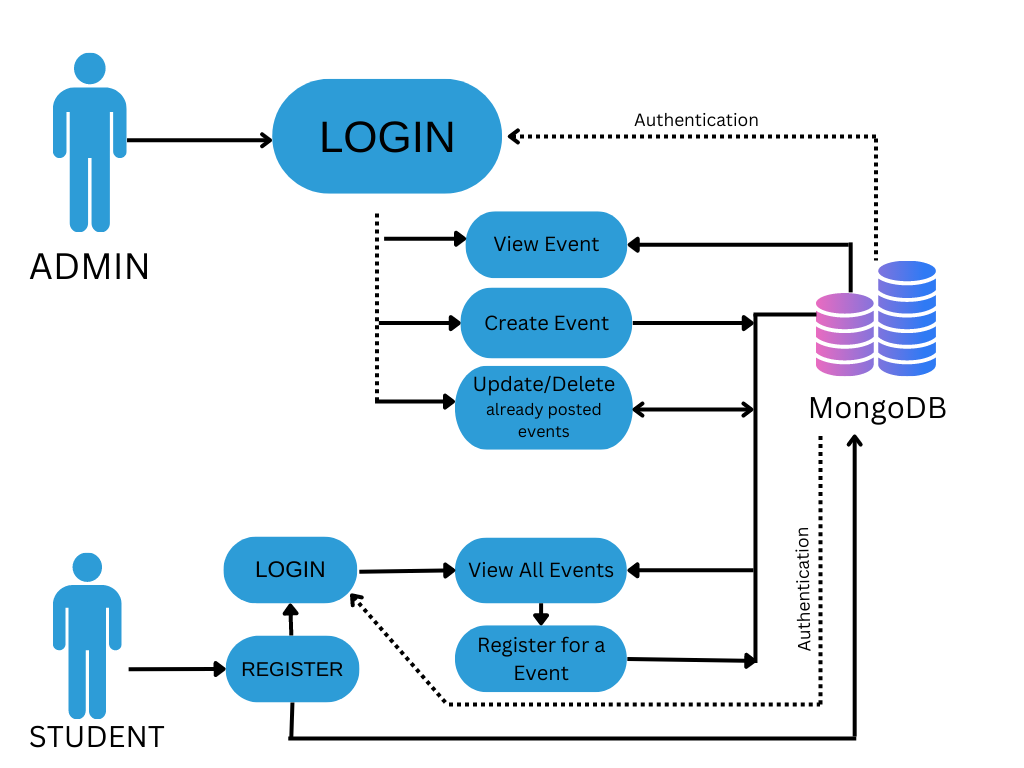 LOGIN
Authentication
View Event
ADMIN
Create Event
Update/Delete
already posted
events
MongoDB
LOGIN
View All Events
Authentication
REGISTER
Register for a
Event
STUDENT